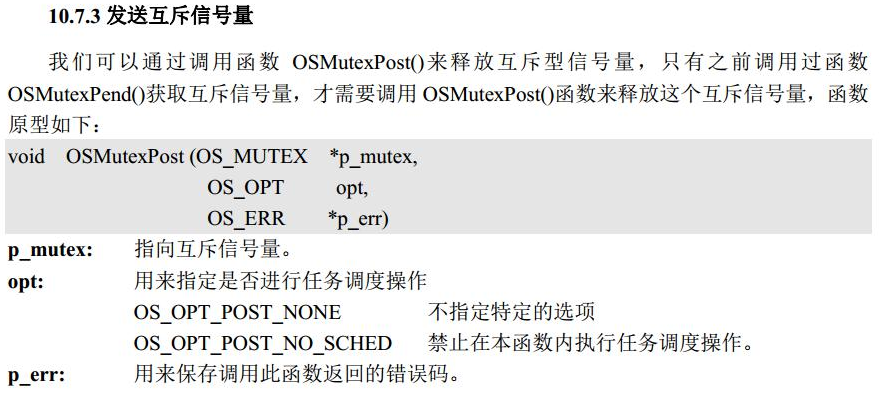 10.7.3 发送互斥信号量
我们可以通过调用函数 OSMutexPost()来释放互斥型信号量，只有之前调用过函数
OSMutexPend()获取互斥信号量，才需要调用 OSMutexPost()函数来释放这个互斥信号量，函数
原型如下：
void OSMutexPost (OS_MUTEX *p_mutex,
OS_OPT opt,
OS_ERR *p_err)
p_mutex: 指向互斥信号量。
opt: 用来指定是否进行任务调度操作
OS_OPT_POST_NONE 不指定特定的选项
OS_OPT_POST_NO_SCHED 禁止在本函数内执行任务调度操作。
p_err: 用来保存调用此函数返回的错误码。